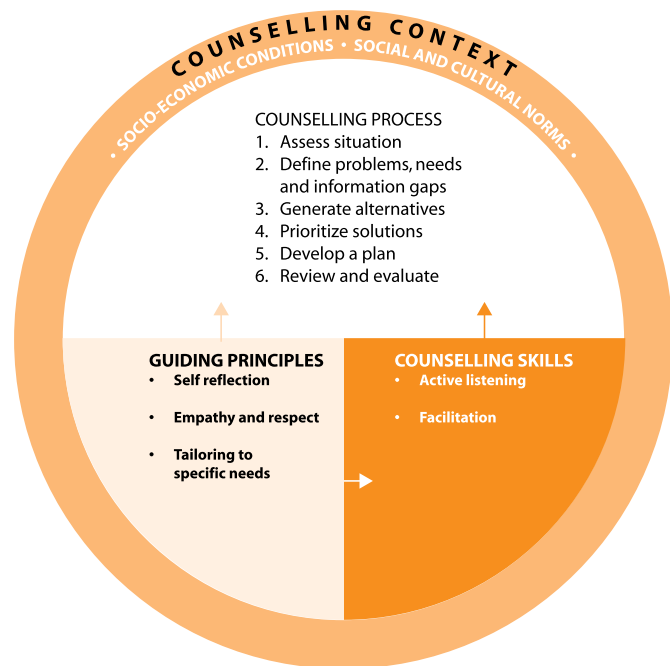 COUNSELLING CONTEXT
• SOCIO-ECONOMIC CONDITIONS • SOCIAL AND CULTURAL NORMS •
COUNSELLING PROCESS
1. Assess situation
2. Define problems, needs
and information gaps
3. Generate alternatives
4. Prioritize solutions
5. Develop a plan
6. Review and evaluate
GUIDING PRINCIPLES
• Self reflection
• Empathy and respect
• Tailoring to
specific needs
COUNSELLING SKILLS
• Active listening
• Facilitation